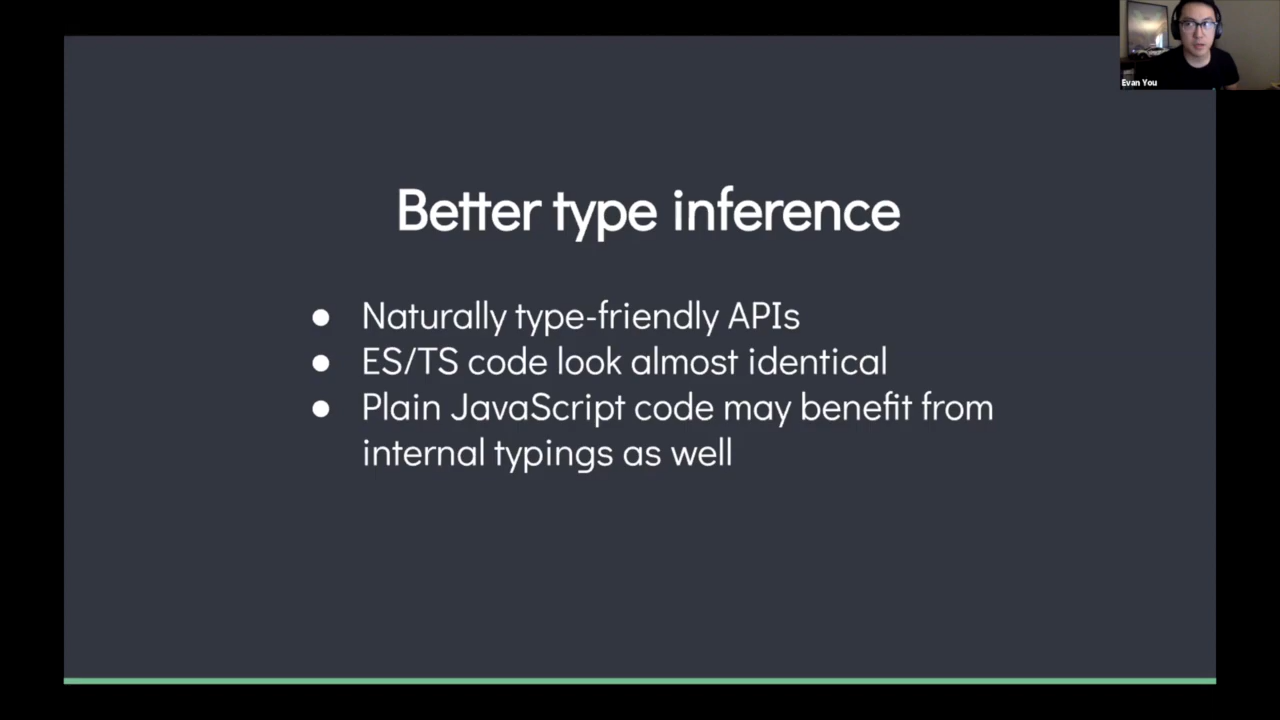 Evan You
Better type inference
● Naturally type-friendly APIs
● ES/TS code look almost identical
● Plain JavaScript code may benefit from
internal typings as well